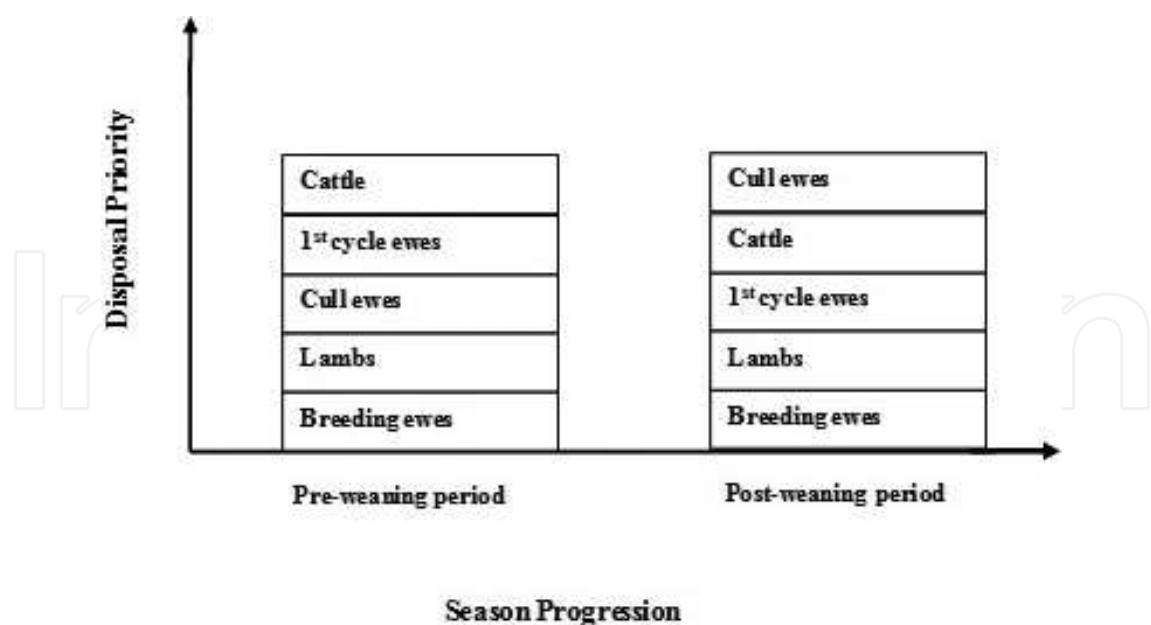 Disposal Priority
Cattle
1st cycle ewes
Cull ewes
Lambs
Breeding ewes
Cull ewes
Cattle
1st cycle ewes
Lambs
Breeding ewes
Pre-weaning period
Post-weaning period
Season Progression